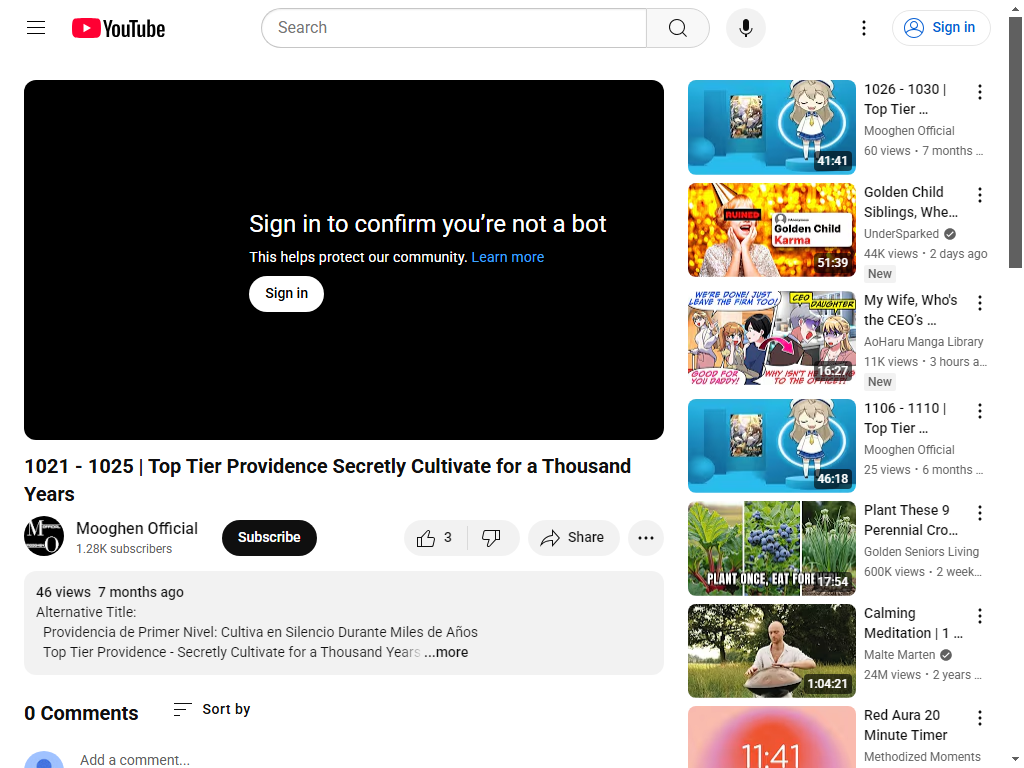 YouTube
Search
Sign in
Sign in to confirm you’re not a bot
This helps protect our community. Learn more
Sign in
1021 - 1025 | Top Tier Providence Secretly Cultivate for a Thousand
Years
Mooghen Official
1.28K subscribers
Subscribe
3
Share
46 views 7 months ago
Alternative Title:
Providencia de Primer Nivel: Cultiva en Silencio Durante Miles de Años
Top Tier Providence - Secretly Cultivate for a Thousand Years ...more
0 Comments
Sort by
Add a comment...
41:41
1026 - 1030 |
Top Tier ...
Mooghen Official
60 views • 7 months ...
RUINED
Golden Child
Karma
51:39
Golden Child
Siblings, Whe...
UnderSparked
44K views • 2 days ago
New
WE'RE DONE! JUST
LEAVE THE FIRM TOO!
CEO
DAUGHTER
GOOD FOR
YOU DADDY!
16:27
My Wife, Who's
the CEO's ...
AoHaru Manga Library
11K views • 3 hours a...
New
46:18
1106 - 1110 |
Top Tier ...
Mooghen Official
25 views • 6 months ...
PLANT ONCE, EAT FORE
17:54
Plant These 9
Perennial Cro...
Golden Seniors Living
600K views • 2 week...
1:04:21
Calming
Meditation | 1 ...
Malte Marten
24M views • 2 years ...
11:41
Red Aura 20
Minute Timer
Methodized Moments